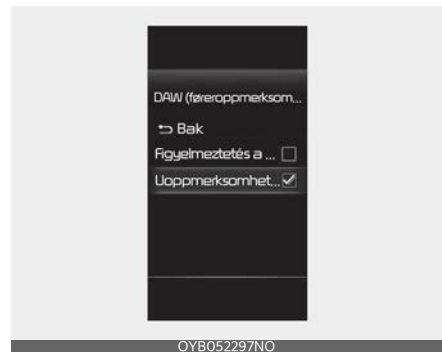 DAW (føreroppmerksom...
Bak
Figyelmeztetés a ...
Uoppmerksomhet...
OYB052297NO